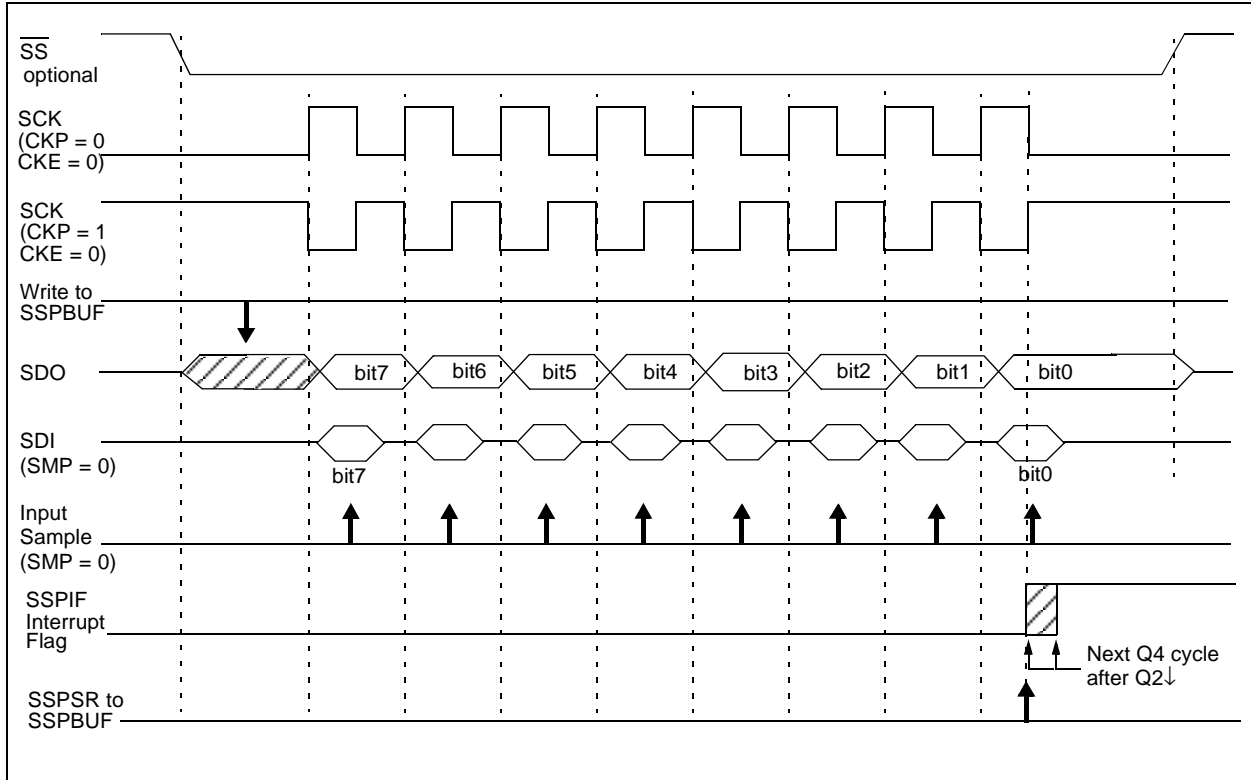 SS
optional
SCK
(CKP = 0
CKE = 0)
SCK
(CKP = 1
CKE = 0)
Write to
SSPBUF
SDO
bit7 bit6 bit5 bit4 bit3 bit2 bit1 bit0
SDI
(SMP = 0)
bit7 bit0
Input
Sample
(SMP = 0)
SSPIF
Interrupt
Flag
Next Q4 cycle
after Q2↓
SSPSR to
SSPBUF